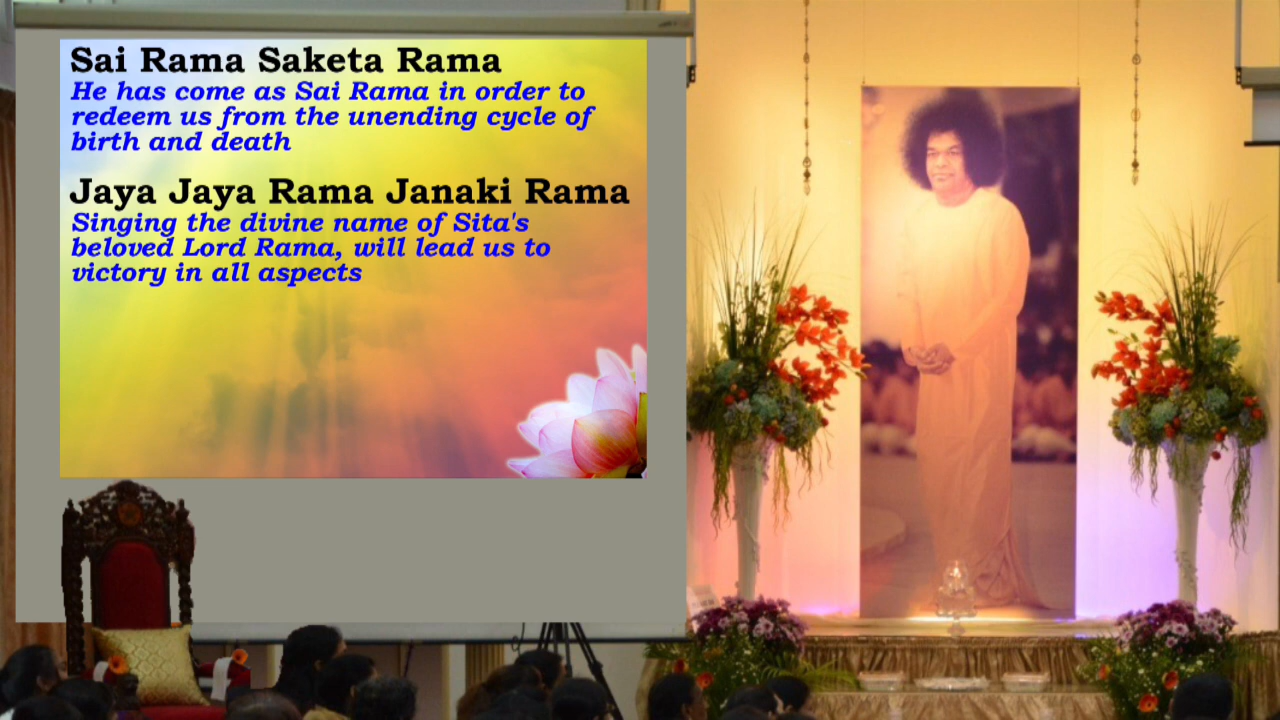 Sai Rama Saketa Rama
He has come as Sai Rama in order to
redeem us from the unending cycle of
birth and death
Jaya Jaya Rama Janaki Rama
Singing the divine name of Sita's
beloved Lord Rama, will lead us to
victory in all aspects